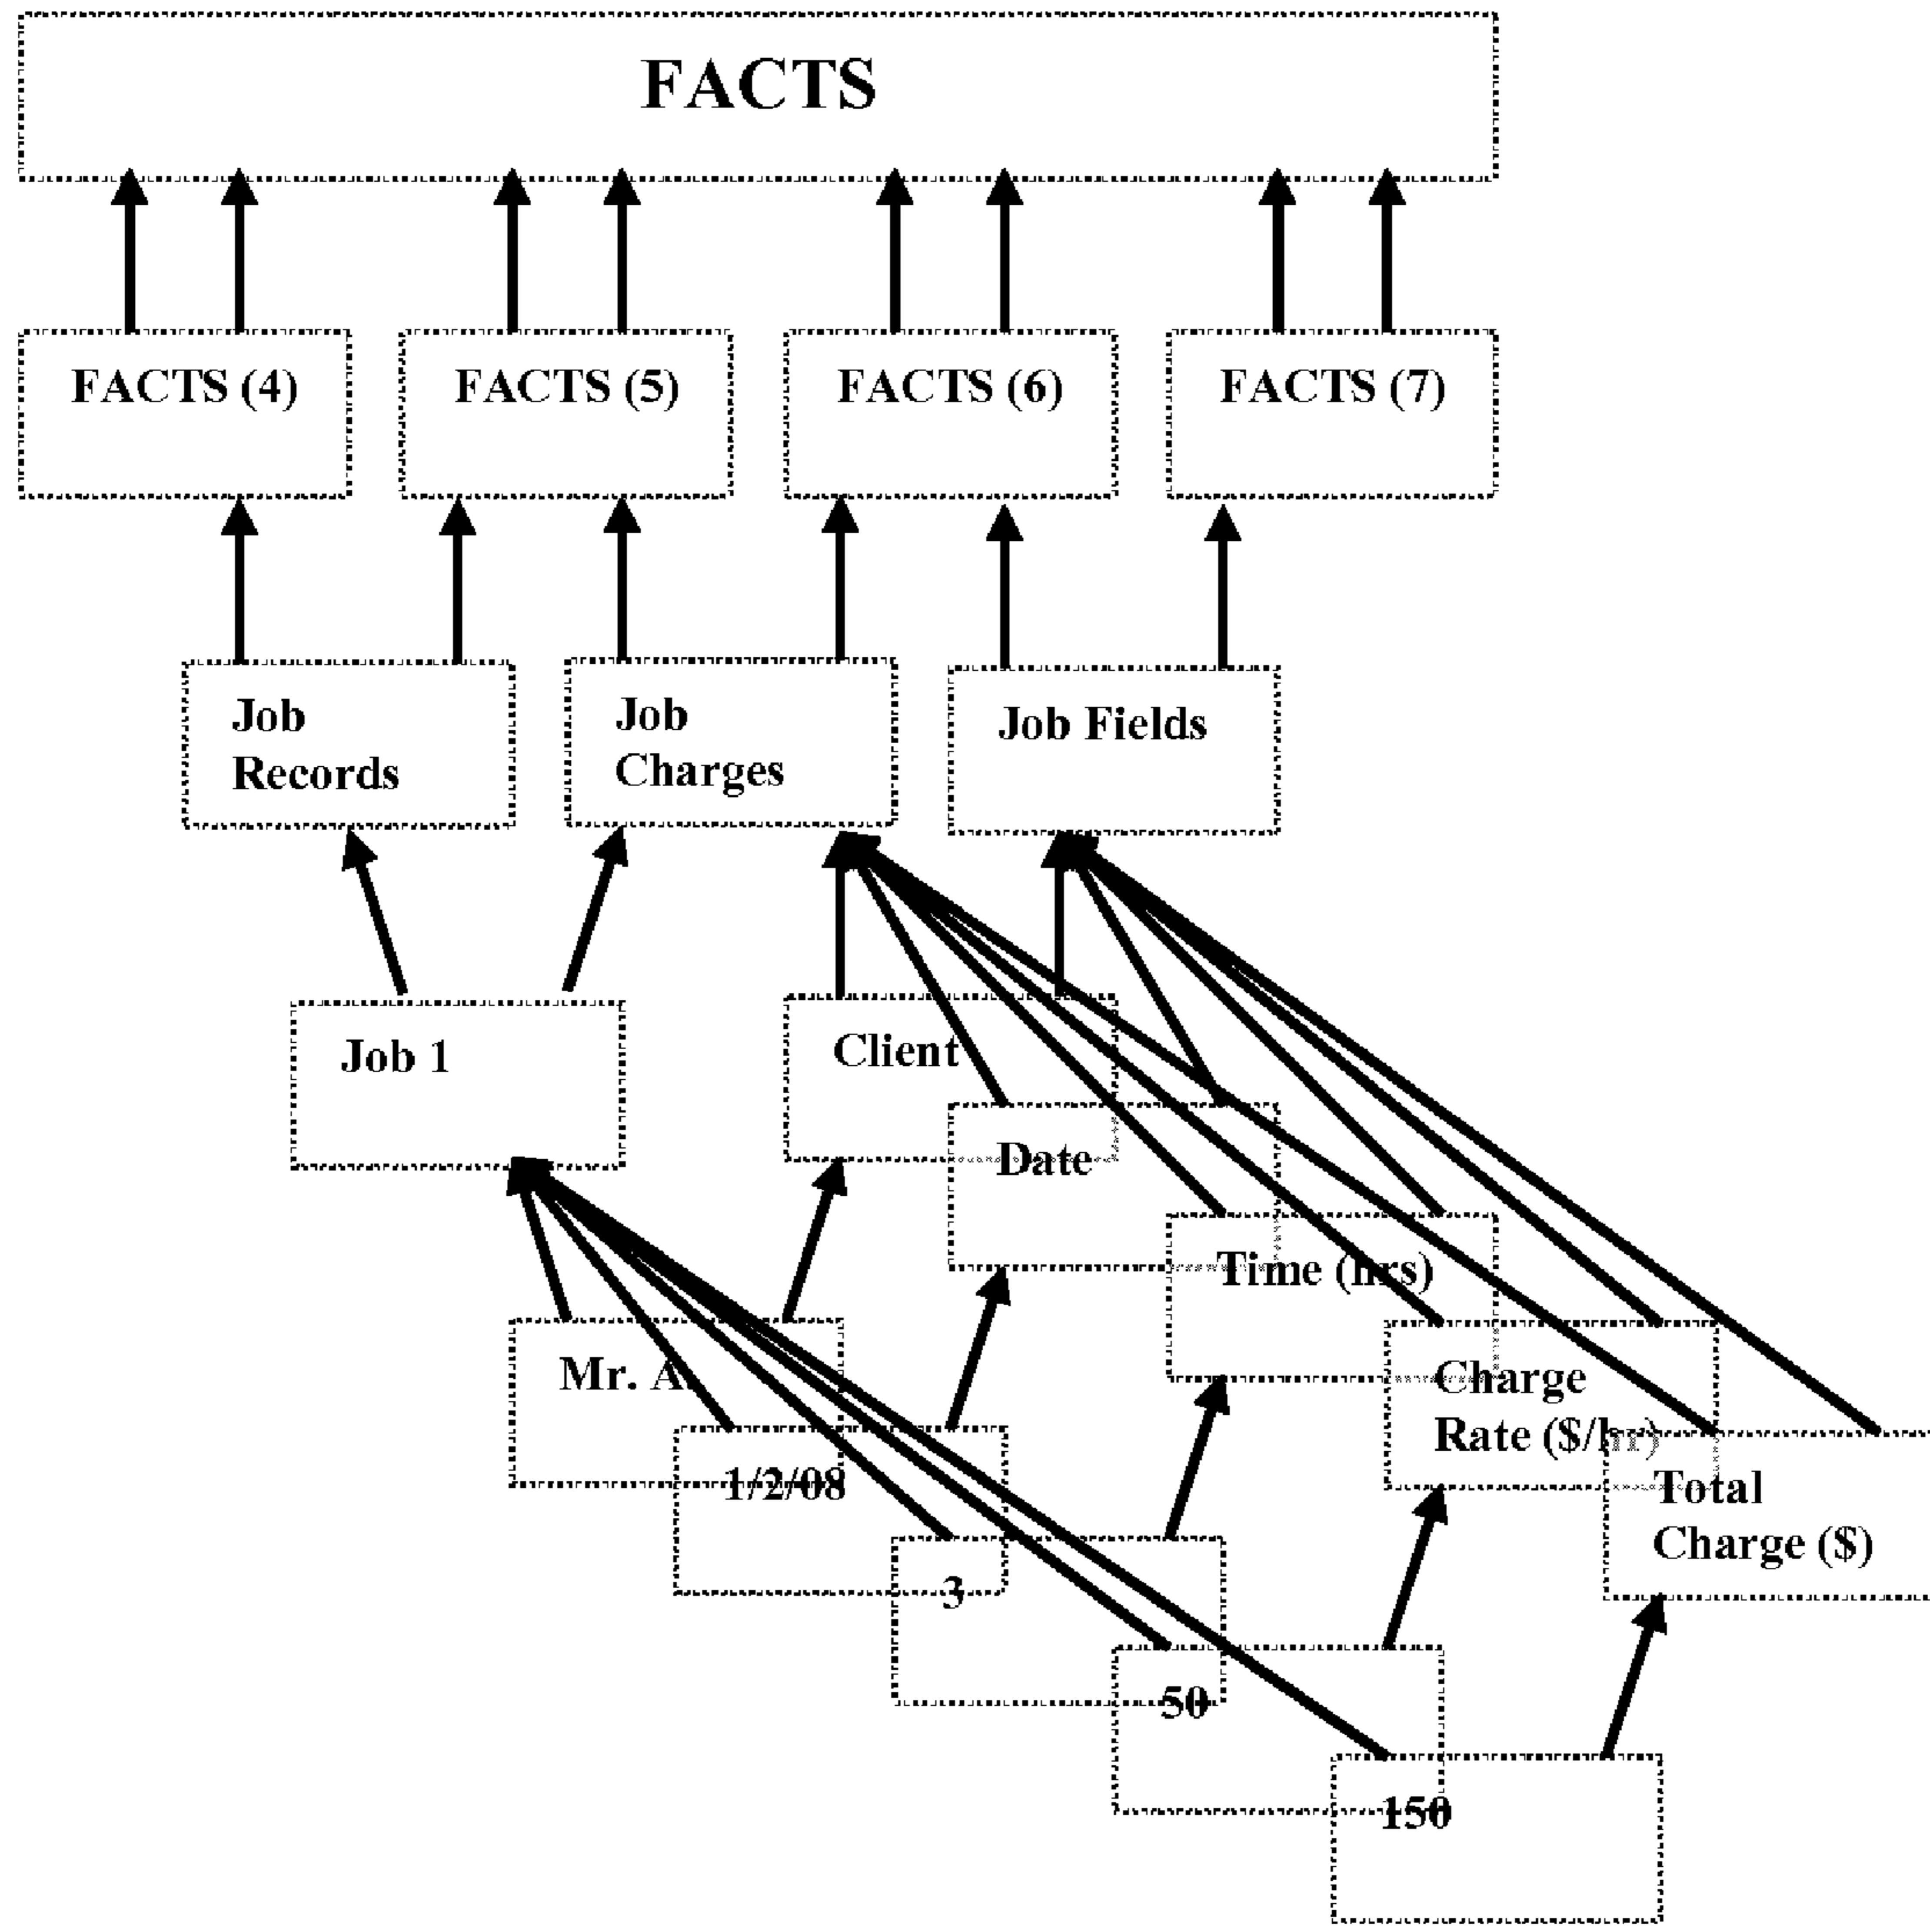 FACTS
FACTS (4)
FACTS (5)
FACTS (6)
FACTS (7)
Job
Records
Job
Charges
Job Fields
Job 1
Client
Date
Time (hrs)
Charge
Rate ($/hr)
Total
Charge ($)
Mr. A.
1/2/08
3
50
150